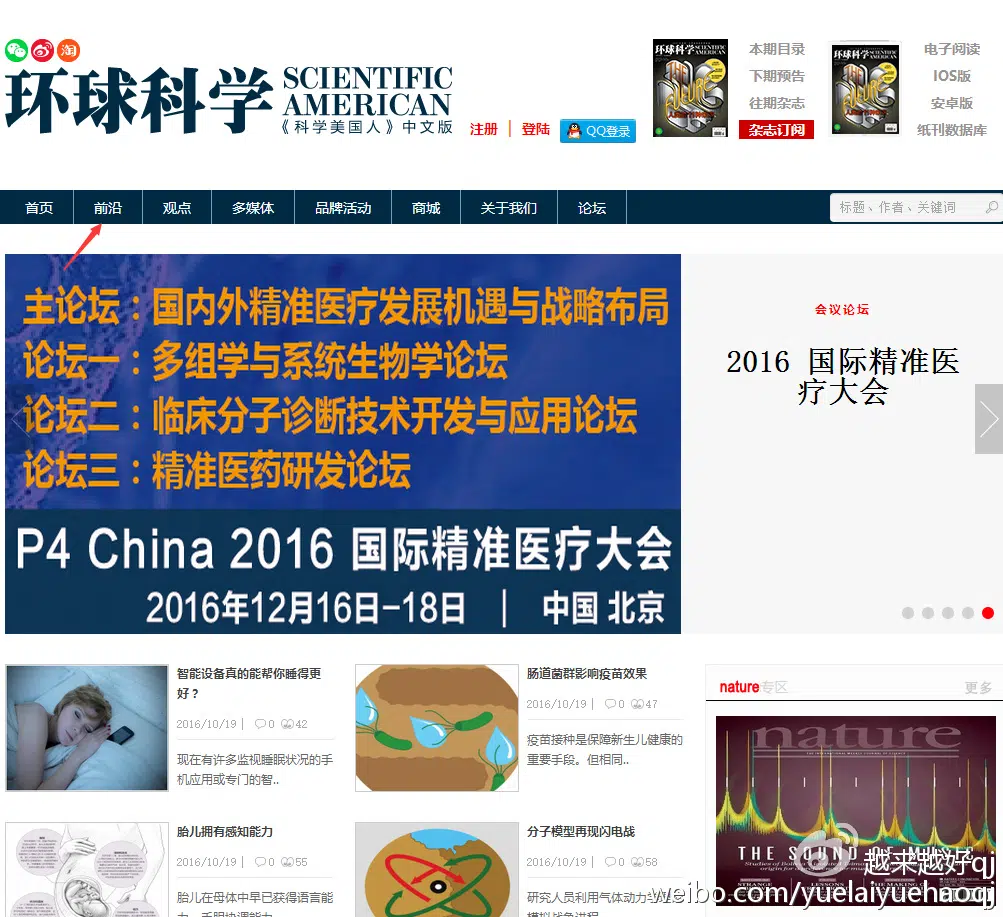 淘
环球科学 SCIENTIFIC AMERICAN
《科学美国人》中文版
注册 | 登陆 QQ登录
环球科学
THE FUTURE
本期目录
下期预告
往期杂志
杂志订阅
环球科学
THE FUTURE
电子阅读
IOS版
安卓版
纸刊数据库
首页 前沿 观点 多媒体 品牌活动 商城 关于我们 论坛
标题、作者、关键词
主论坛：国内外精准医疗发展机遇与战略布局
论坛一：多组学与系统生物学论坛
论坛二：临床分子诊断技术开发与应用论坛
论坛三：精准医药研发论坛
P4 China 2016 国际精准医疗大会
2016年12月16日-18日 | 中国 北京
会议论坛
2016 国际精准医
疗大会
智能设备真的能帮你睡得更
好？
2016/10/19 | 0 42
现在有许多监视睡眠状况的手
机应用或专门的智..
肠道菌群影响疫苗效果
2016/10/19 | 0 47
疫苗接种是保障新生儿健康的
重要手段。但相同..
nature专区 更多
nature
THE SOUND OF MUSIC
胎儿拥有感知能力
2016/10/19 | 0 55
胎儿在母体中早已获得语言能
分子模型再现闪电战
2016/10/19 | 0 58
研究人员利用气体动力学的
越来越好qj
weibo.com/yuelaiyuehaoqj